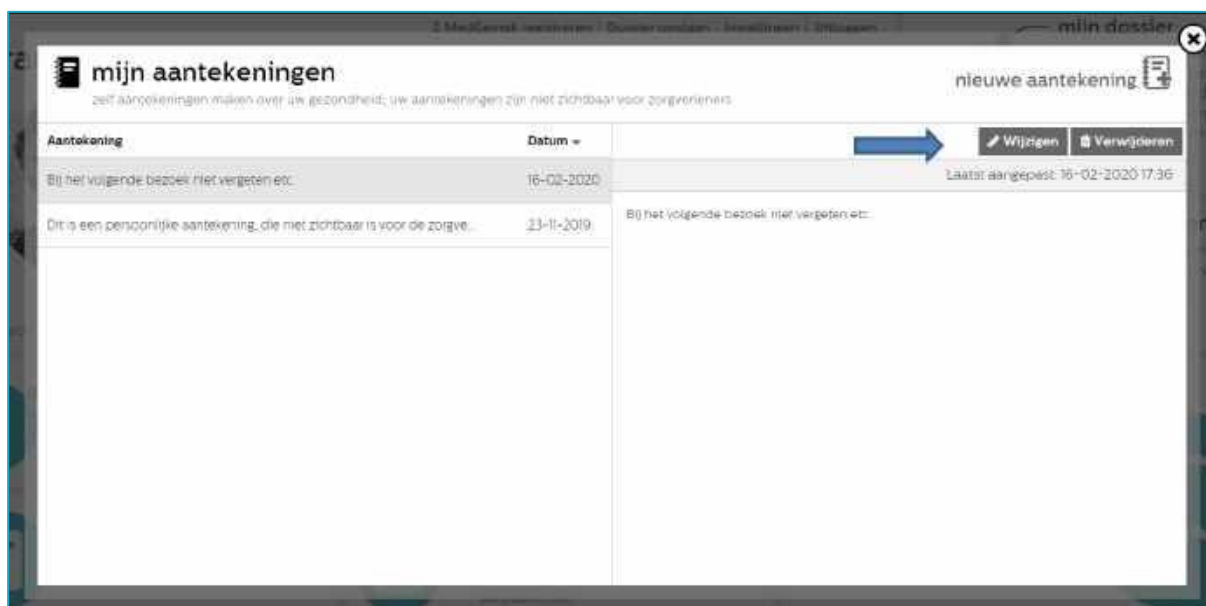 mijn dossier
mijn aantekeningen
nieuwe aantekening
zelf aantekeningen maken over uw gezondheid; uw aantekeningen zijn niet zichtbaar voor zorgverleners
Aantekening Datum
Wijzigen Verwijderen
Bij het volgende bezoek niet vergeten etc. 16-02-2020
Laatst aangepast: 16-02-2020 17:36
Dit is een persoonlijke aantekening, die niet zichtbaar is voor de zorgve... 23-11-2019
Bij het volgende bezoek niet vergeten etc.